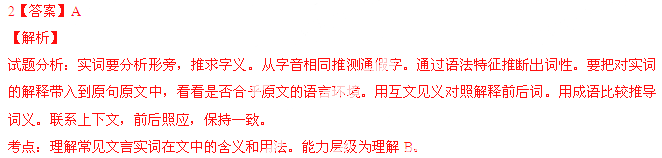 2【答案】A
【解析】
试题分析：实词要分析形旁，推求字义。从字音相同推测通假字。通过语法特征推断出词性。要把对实词
的解释带入到原句原文中，看看是否合乎原文的语言环境。用互文见义对照解释前后词。用成语比较推导
词义。联系上下文，前后照应，保持一致。
考点：理解常见文言实词在文中的含义和用法。能力层级为理解 B。